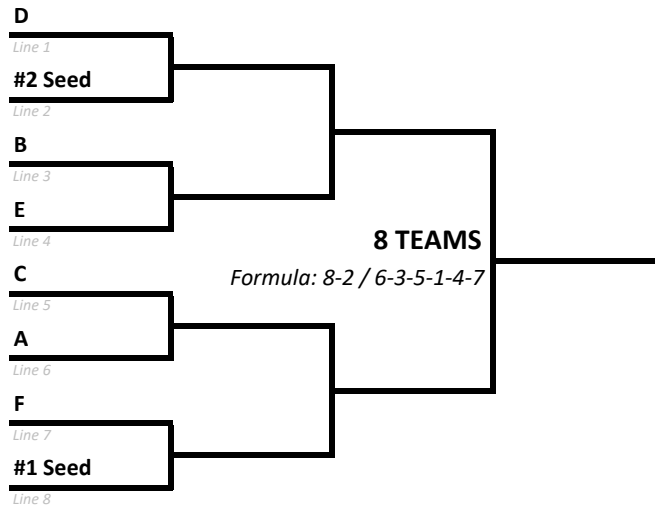 D
Line 1
#2 Seed
Line 2
B
Line 3
E
Line 4
8 TEAMS
Formula: 8-2 / 6-3-5-1-4-7
C
Line 5
A
Line 6
F
Line 7
#1 Seed
Line 8